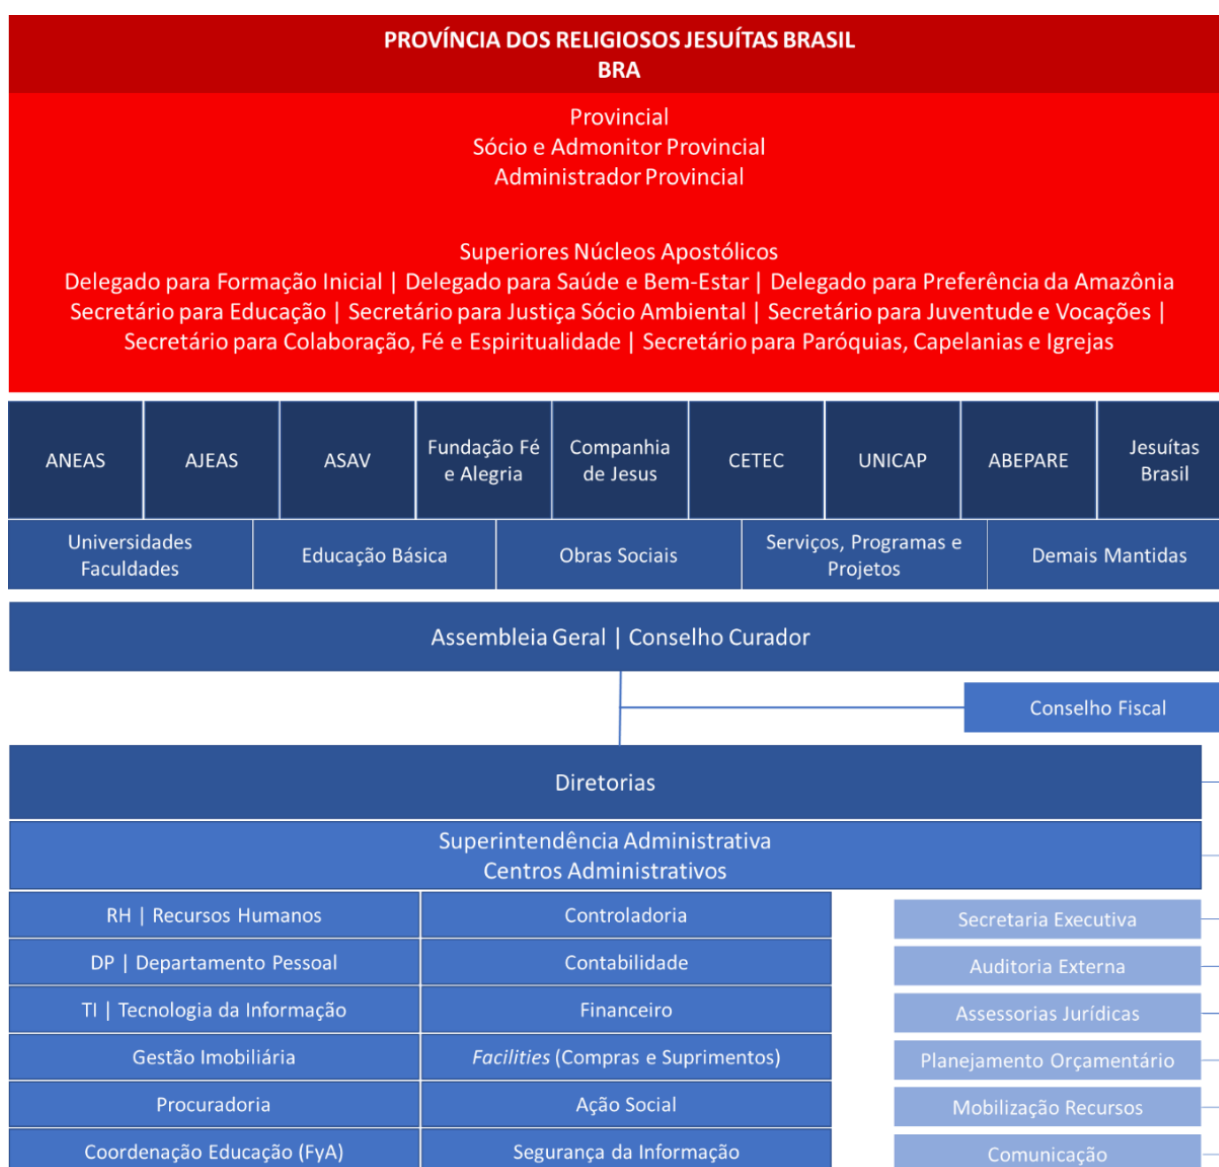 PROVÍNCIA DOS RELIGIOSOS JESUÍTAS BRASIL
BRA
Provincial
Sócio e Admonitor Provincial
Administrador Provincial
Superiores Núcleos Apostólicos
Delegado para Formação Inicial | Delegado para Saúde e Bem-Estar | Delegado para Preferência da Amazônia
Secretário para Educação | Secretário para Justiça Sócio Ambiental | Secretário para Juventude e Vocações |
Secretário para Colaboração, Fé e Espiritualidade | Secretário para Paróquias, Capelanias e Igrejas
ANEAS
AJEAS
ASAV
Fundação Fé
e Alegria
Companhia
de Jesus
CETEC
UNICAP
ABEPARE
Jesuítas
Brasil
Universidades
Faculdades
Educação Básica
Obras Sociais
Serviços, Programas e
Projetos
Demais Mantidas
Assembleia Geral | Conselho Curador
Conselho Fiscal
Diretorias
Superintendência Administrativa
Centros Administrativos
RH | Recursos Humanos
Controladoria
Secretaria Executiva
DP | Departamento Pessoal
Contabilidade
Auditoria Externa
TI | Tecnologia da Informação
Financeiro
Assessorias Jurídicas
Gestão Imobiliária
Facilities (Compras e Suprimentos)
Planejamento Orçamentário
Procuradoria
Ação Social
Mobilização Recursos
Coordenação Educação (FyA)
Segurança da Informação
Comunicação